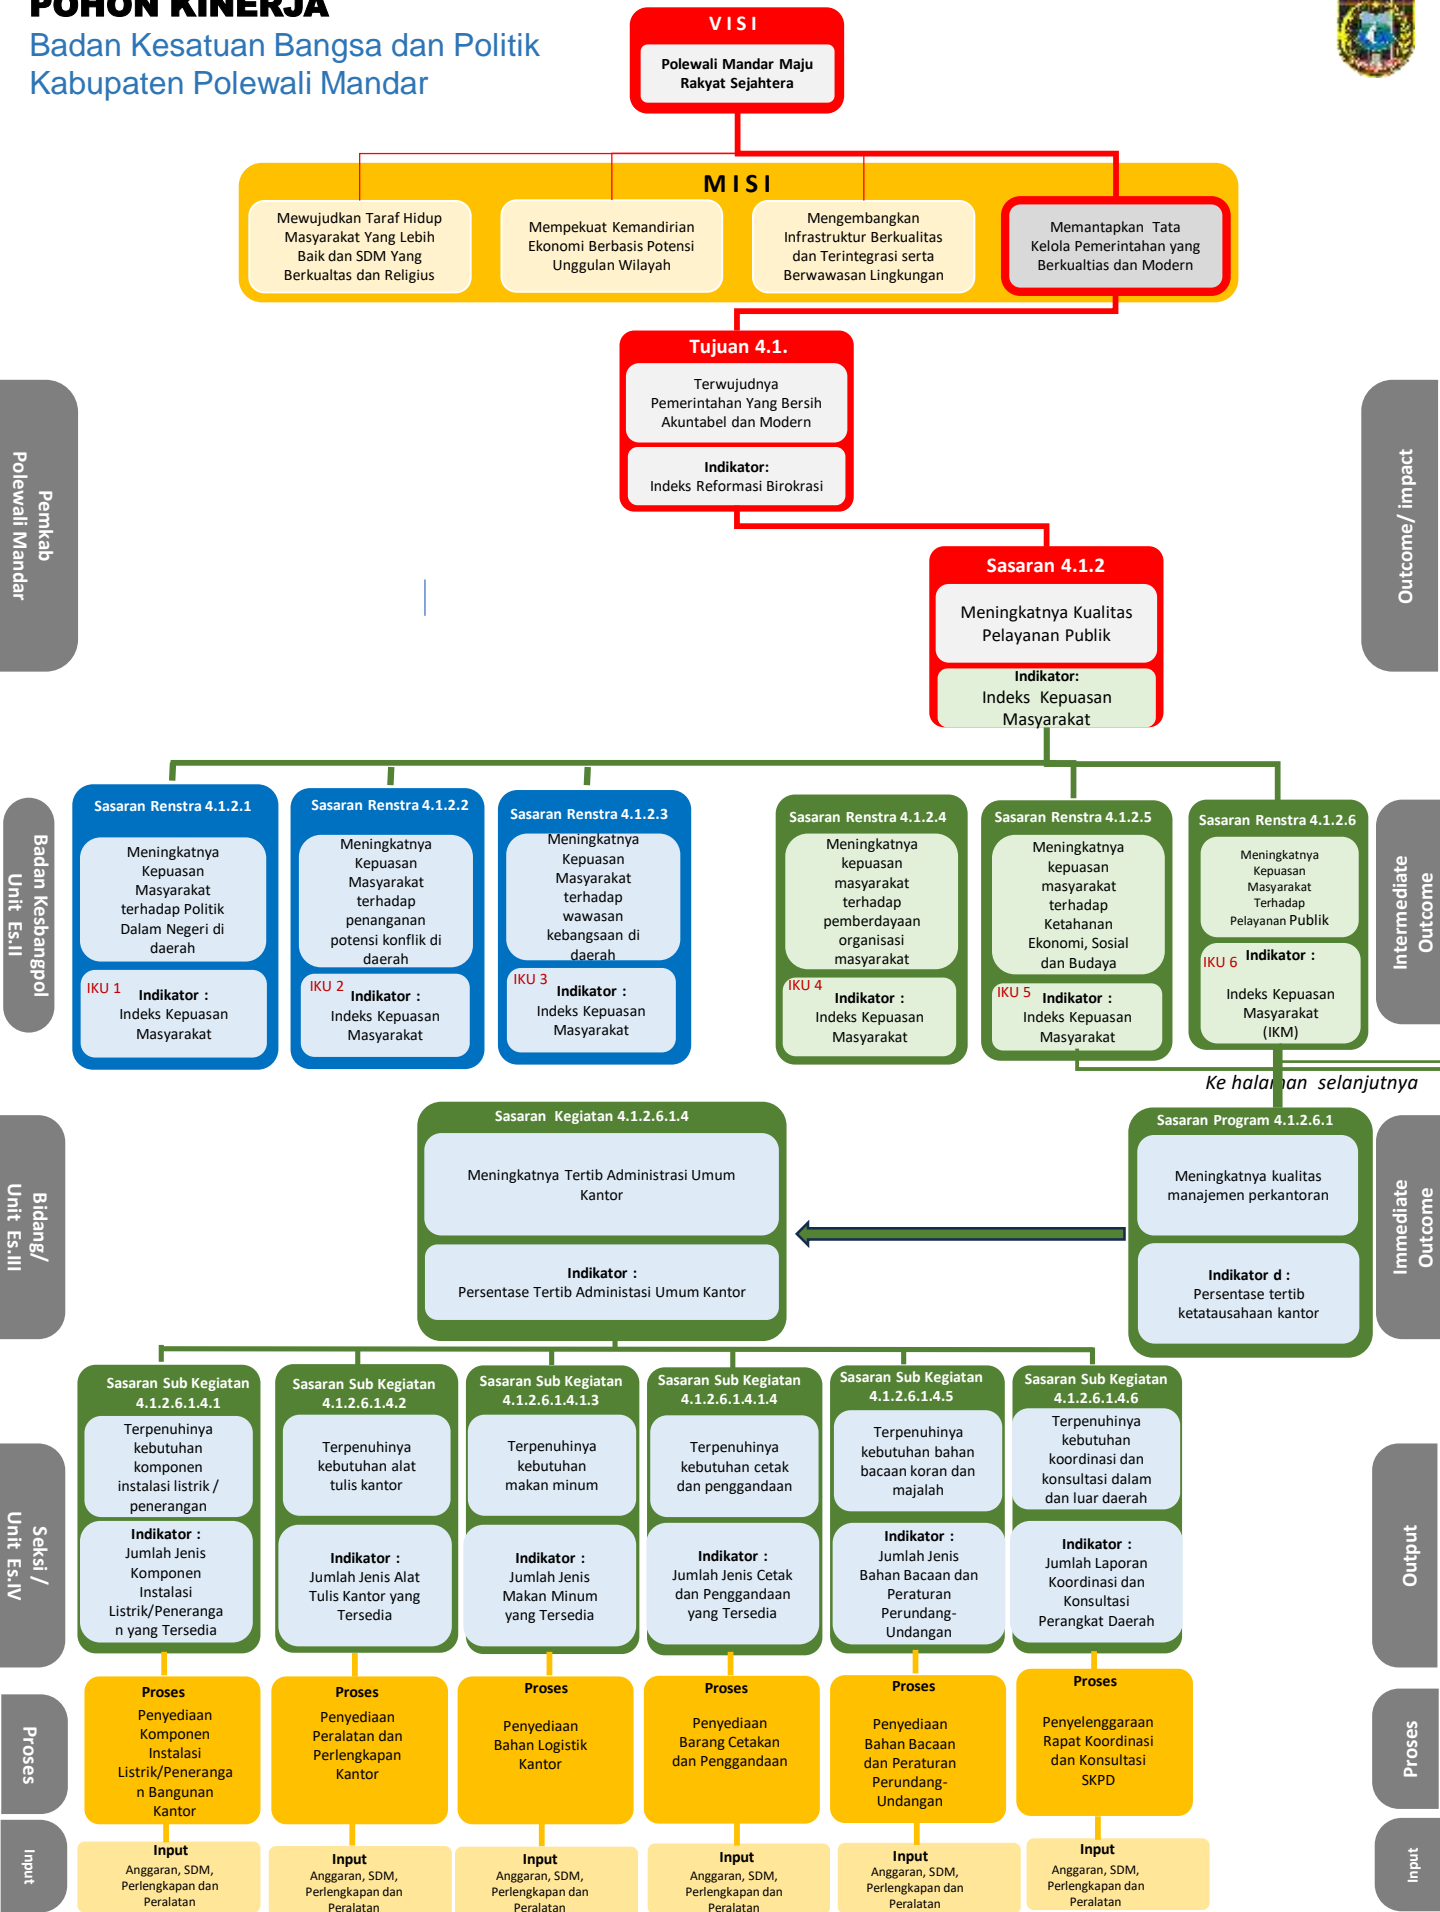 POHON KINERJA
Badan Kesatuan Bangsa dan Politik
Kabupaten Polewali Mandar
V I S I
Polewali Mandar Maju
Rakyat Sejahtera
M I S I
Mewujudkan Taraf Hidup
Masyarakat Yang Lebih
Baik dan SDM Yang
Berkualtas dan Religius
Mempekuat Kemandirian
Ekonomi Berbasis Potensi
Unggulan Wilayah
Mengembangkan
Infrastruktur Berkualitas
dan Terintegrasi serta
Berwawasan Lingkungan
Memantapkan Tata
Kelola Pemerintahan yang
Berkualtias dan Modern
Tujuan 4.1.
Terwujudnya
Pemerintahan Yang Bersih
Akuntabel dan Modern
Indikator:
Indeks Reformasi Birokrasi
Pemkab
Polewali Mandar
Outcome/ impact
Sasaran 4.1.2
Meningkatnya Kualitas
Pelayanan Publik
Indikator:
Indeks Kepuasan
Masyarakat
Badan Kesbangpol
Unit Es.II
Sasaran Renstra 4.1.2.1
Meningkatnya
Kepuasan
Masyarakat
terhadap Politik
Dalam Negeri di
daerah
IKU 1
Indikator :
Indeks Kepuasan
Masyarakat
Sasaran Renstra 4.1.2.2
Meningkatnya
Kepuasan
Masyarakat
terhadap
penanganan
potensi konflik di
daerah
IKU 2
Indikator :
Indeks Kepuasan
Masyarakat
Sasaran Renstra 4.1.2.3
Meningkatnya
Kepuasan
Masyarakat
terhadap
wawasan
kebangsaan di
daerah
IKU 3
Indikator :
Indeks Kepuasan
Masyarakat
Sasaran Renstra 4.1.2.4
Meningkatnya
kepuasan
masyarakat
terhadap
pemberdayaan
organisasi
masyarakat
IKU 4
Indikator :
Indeks Kepuasan
Masyarakat
Sasaran Renstra 4.1.2.5
Meningkatnya
kepuasan
masyarakat
terhadap
Ketahanan
Ekonomi, Sosial
dan Budaya
IKU 5
Indikator :
Indeks Kepuasan
Masyarakat
Sasaran Renstra 4.1.2.6
Meningkatnya
Kepuasan
Masyarakat
Terhadap
Pelayanan Publik
IKU 6
Indikator :
Indeks Kepuasan
Masyarakat
(IKM)
Intermediate
Outcome
Ke halaman selanjutnya
Bidang/
Unit Es.III
Sasaran Kegiatan 4.1.2.6.1.4
Meningkatnya Tertib Administrasi Umum
Kantor
Indikator :
Persentase Tertib Administasi Umum Kantor
Sasaran Program 4.1.2.6.1
Meningkatnya kualitas
manajemen perkantoran
Indikator d :
Persentase tertib
ketatausahaan kantor
Immediate
Outcome
Seksi /
Unit Es.IV
Sasaran Sub Kegiatan
4.1.2.6.1.4.1
Terpenuhinya
kebutuhan
komponen
instalasi listrik /
penerangan
Indikator :
Jumlah Jenis
Komponen
Instalasi
Listrik/Peneranga
n yang Tersedia
Sasaran Sub Kegiatan
4.1.2.6.1.4.2
Terpenuhinya
kebutuhan alat
tulis kantor
Indikator :
Jumlah Jenis Alat
Tulis Kantor yang
Tersedia
Sasaran Sub Kegiatan
4.1.2.6.1.4.1.3
Terpenuhinya
kebutuhan
makan minum
Indikator :
Jumlah Jenis
Makan Minum
yang Tersedia
Sasaran Sub Kegiatan
4.1.2.6.1.4.1.4
Terpenuhinya
kebutuhan cetak
dan penggandaan
Indikator :
Jumlah Jenis Cetak
dan Penggandaan
yang Tersedia
Sasaran Sub Kegiatan
4.1.2.6.1.4.5
Terpenuhinya
kebutuhan bahan
bacaan koran dan
majalah
Indikator :
Jumlah Jenis
Bahan Bacaan dan
Peraturan
Perundang-
Undangan
Sasaran Sub Kegiatan
4.1.2.6.1.4.6
Terpenuhinya
kebutuhan
koordinasi dan
konsultasi dalam
dan luar daerah
Indikator :
Jumlah Laporan
Koordinasi dan
Konsultasi
Perangkat Daerah
Output
Proses
Proses
Penyediaan
Komponen
Instalasi
Listrik/Peneranga
n Bangunan
Kantor
Proses
Penyediaan
Peralatan dan
Perlengkapan
Kantor
Proses
Penyediaan
Bahan Logistik
Kantor
Proses
Penyediaan
Barang Cetakan
dan Penggandaan
Proses
Penyediaan
Bahan Bacaan
dan Peraturan
Perundang-
Undangan
Proses
Penyelenggaraan
Rapat Koordinasi
dan Konsultasi
SKPD
Proses
Input
Input
Anggaran, SDM,
Perlengkapan dan
Peralatan
Input
Anggaran, SDM,
Perlengkapan dan
Peralatan
Input
Anggaran, SDM,
Perlengkapan dan
Peralatan
Input
Anggaran, SDM,
Perlengkapan dan
Peralatan
Input
Anggaran, SDM,
Perlengkapan dan
Peralatan
Input
Anggaran, SDM,
Perlengkapan dan
Peralatan
Input